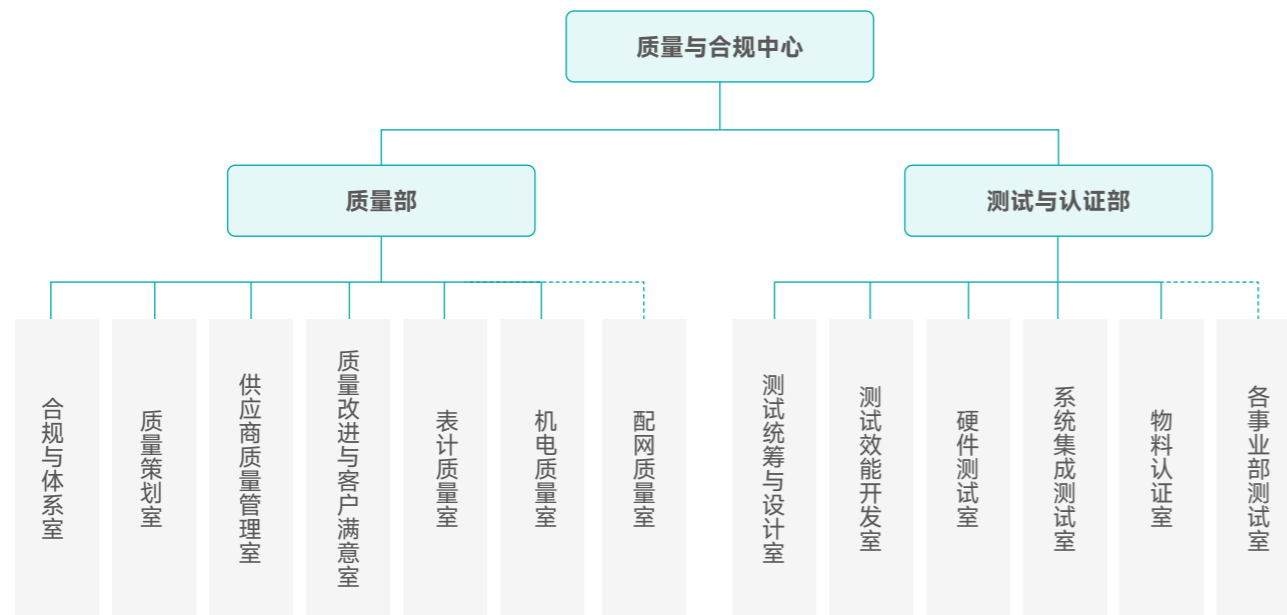 质量与合规中心
质量部
测试与认证部
合规与体系室
质量策划室
供应商质量管理室
质量改进与客户满意室
表计质量室
机电质量室
配网质量室
测试统筹与设计室
测试效能开发室
硬件测试室
系统集成测试室
物料认证室
各事业部测试室